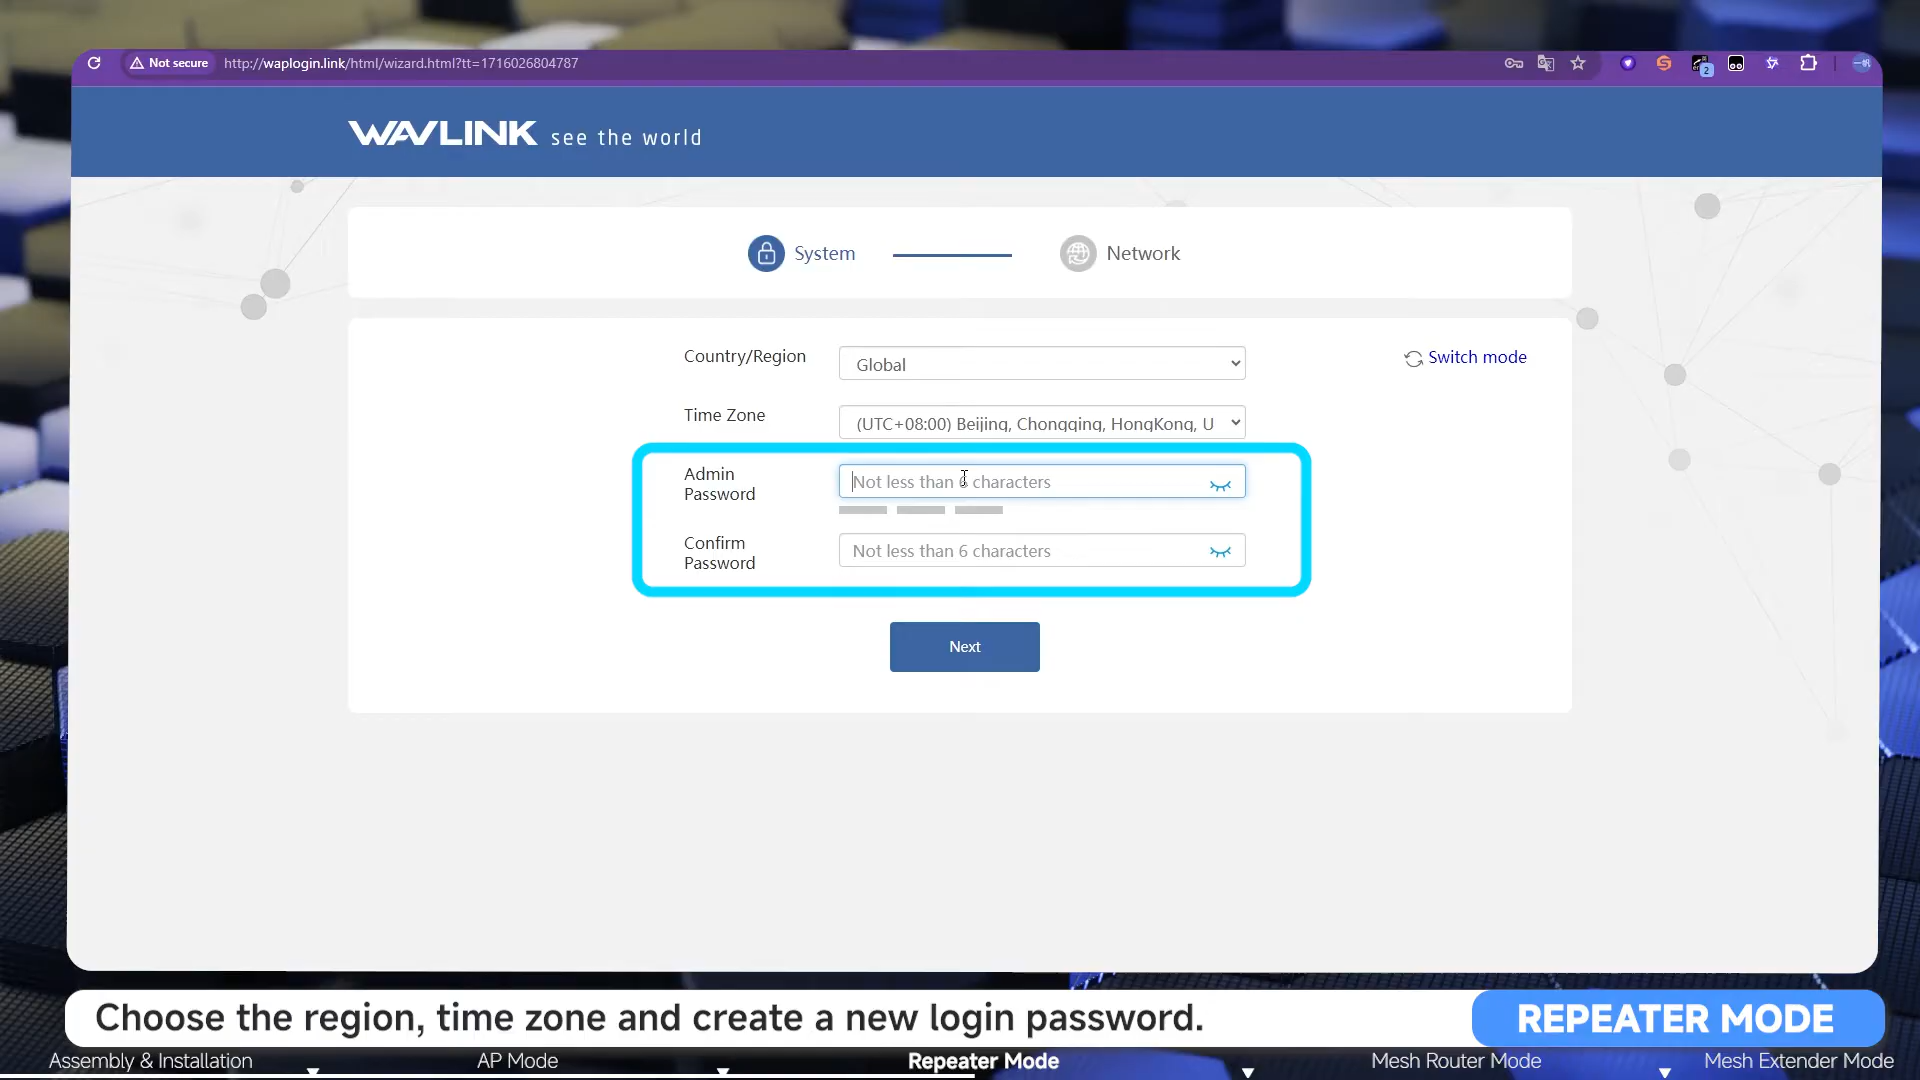 Not secure http://waplogin.link/html/wizard.html?tt=1716026804787
2
WAVLINK see the world
System
Network
Country/Region
Global
Switch mode
Time Zone
(UTC+08:00) Beijing, Chongqing, HongKong, U
Admin
Password
Not less than 6 characters
Confirm
Password
Not less than 6 characters
Next
Choose the region, time zone and create a new login password.
REPEATER MODE
Assembly & Installation
AP Mode
Repeater Mode
Mesh Router Mode
Mesh Extender Mode